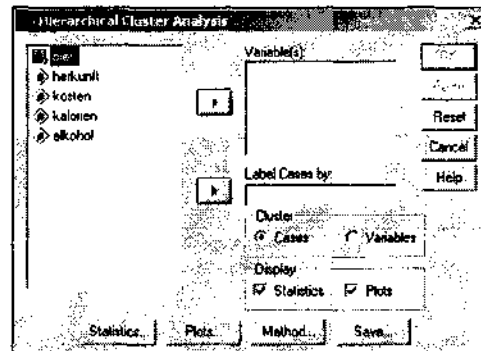 Hierarchical Cluster Analysis
bier
herkunft
kosten
kalorien
alkohol
Variable(s):
Label Cases by:
Cluster
Cases
Variables
Display
Statistics
Plots
OK
Reset
Cancel
Help
Statistics...
Plots...
Method...
Save...